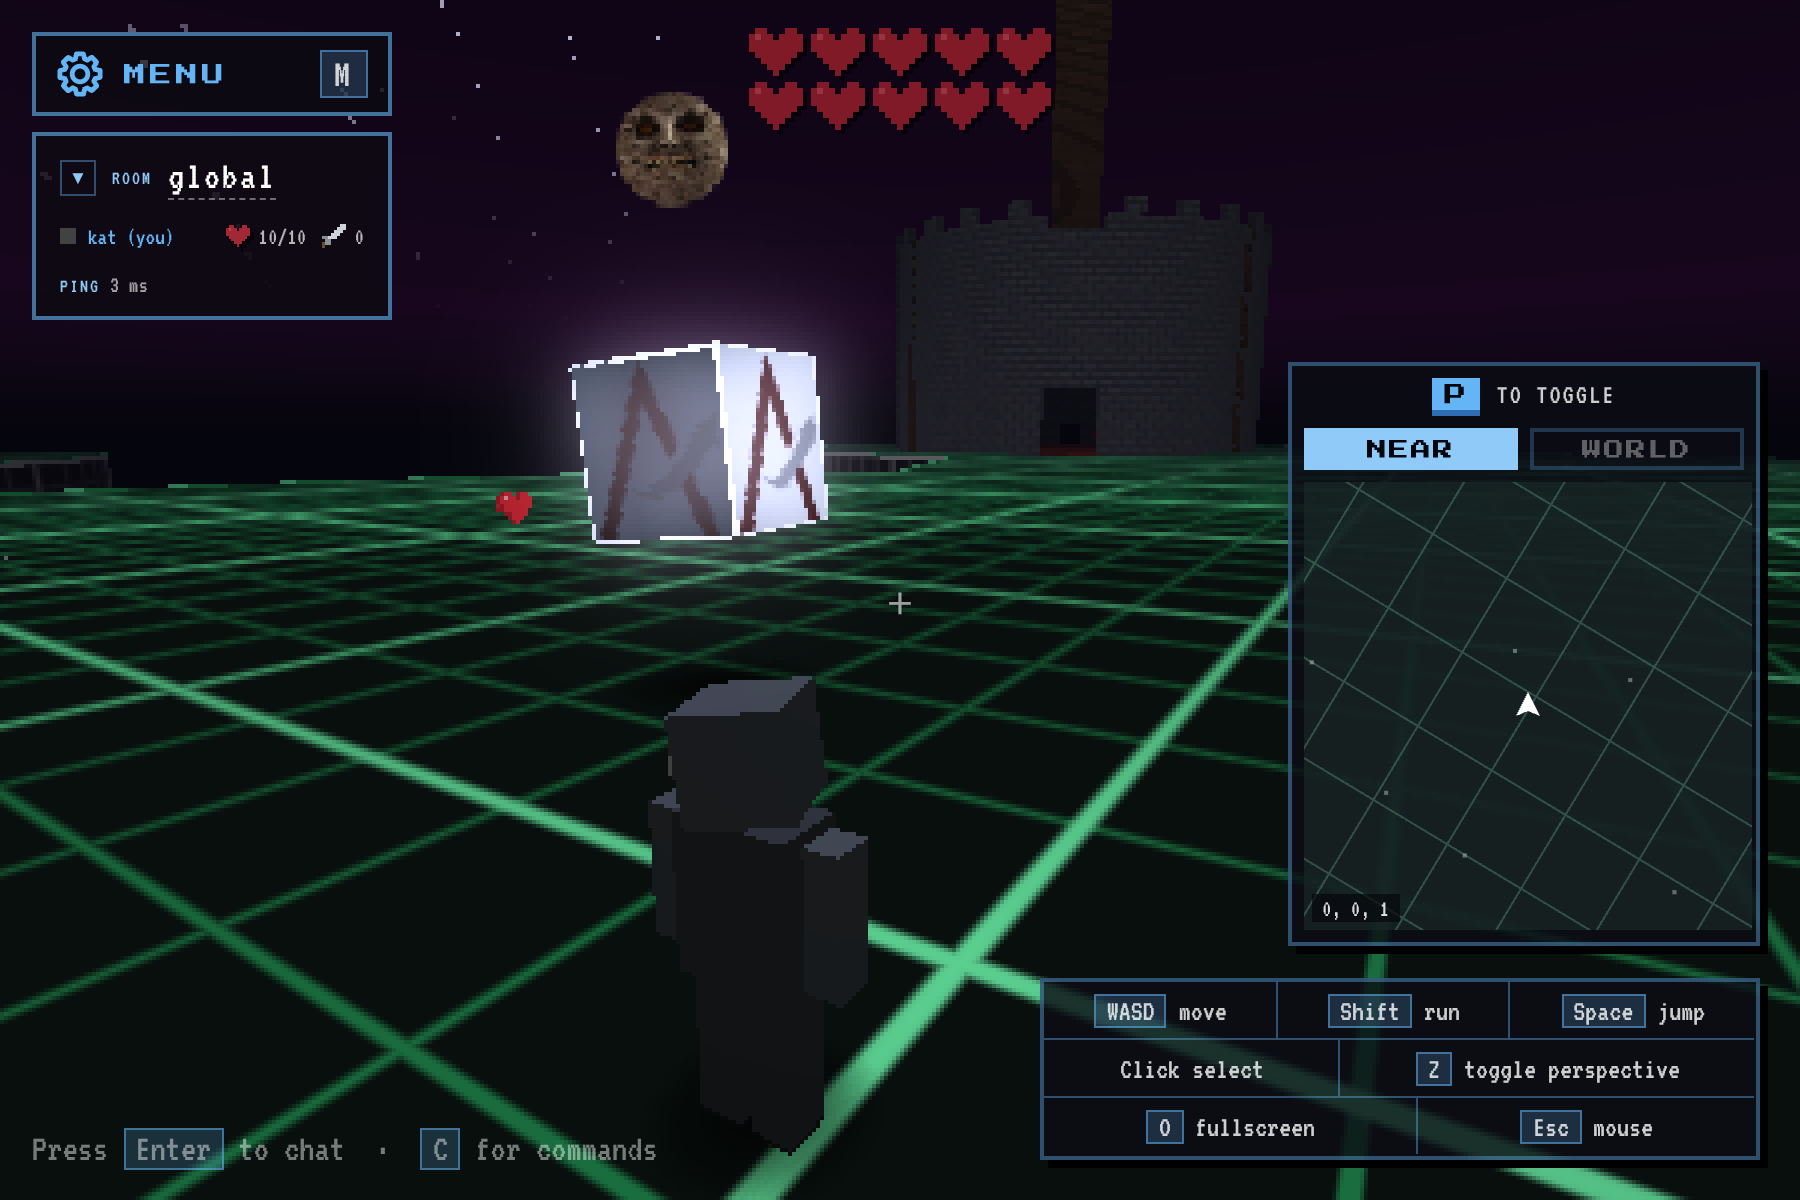 MENU M
▼ ROOM global
kat (you) 10/10 0
PING 3 ms
P TO TOGGLE
NEAR WORLD
0, 0, 1
WASD move Shift run Space jump
Click select Z toggle perspective
O fullscreen Esc mouse
Press Enter to chat · C for commands